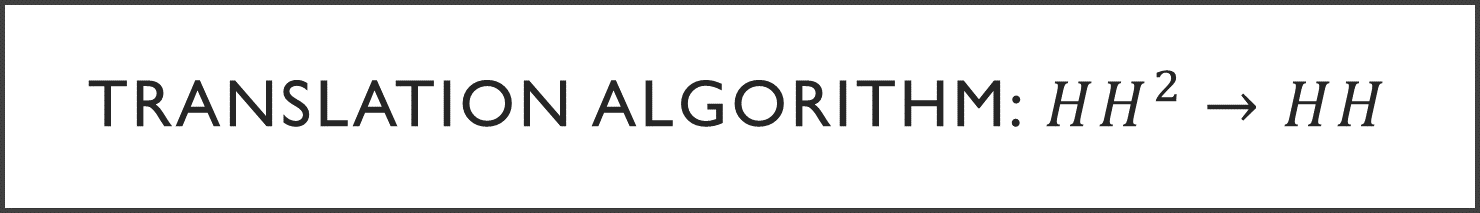 TRANSLATION ALGORITHM: HH² → HH